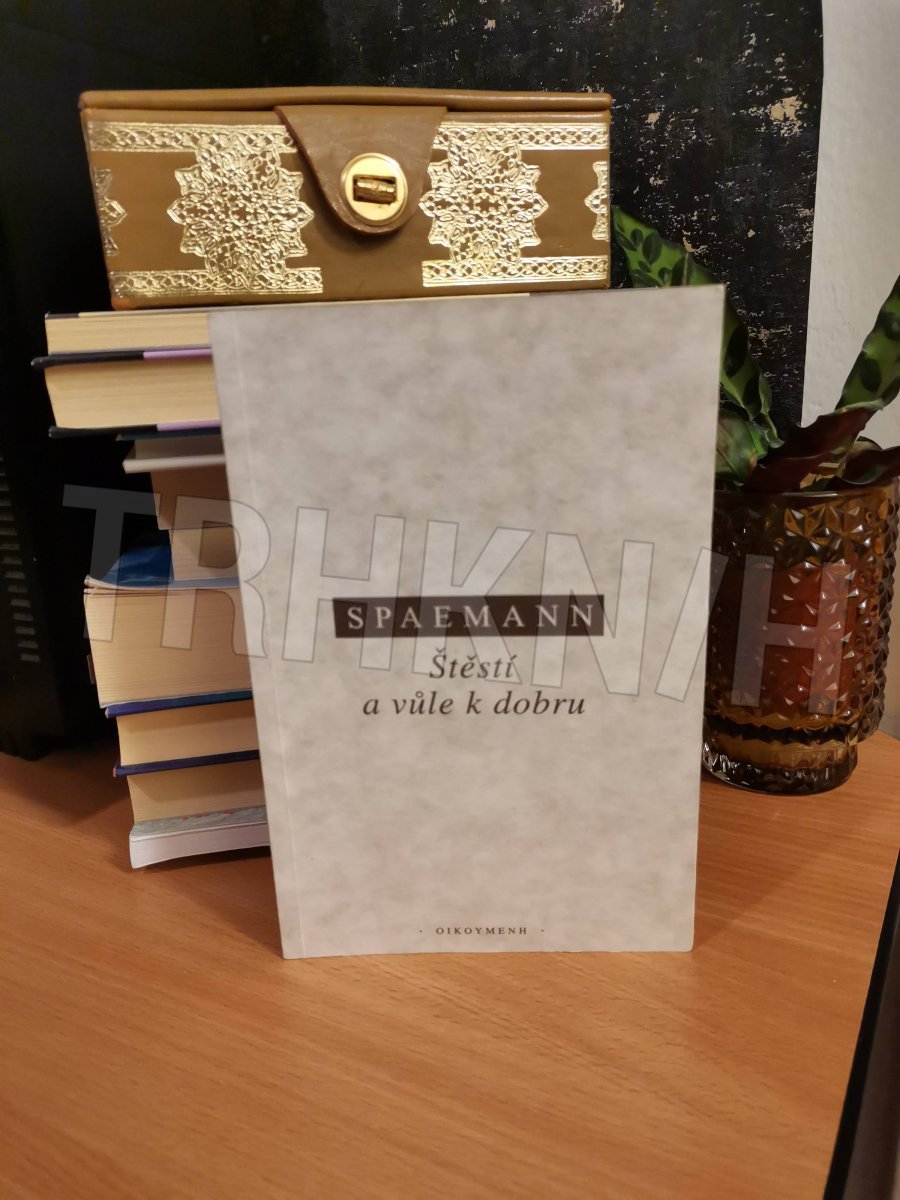 SPAEMANN
Štěstí
a vůle k dobru
· OIKOYMENH ·
TRHKNIH